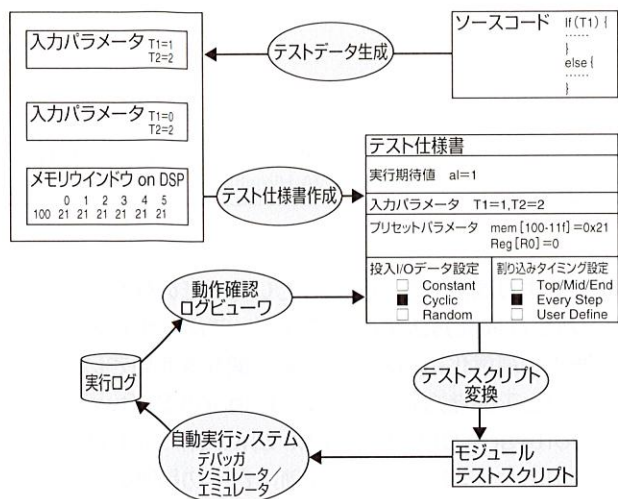 ソースコード
If(T1) {
……
}
else {
……
}
テストデータ生成
入力パラメータ T1=1
T2=2
入力パラメータ T1=0
T2=2
メモリウインドウ on DSP
0 1 2 3 4 5
100 21 21 21 21 21 21
テスト仕様書作成
テスト仕様書
実行期待値 al=1
入力パラメータ T1=1,T2=2
プリセットパラメータ mem[100-11f]=0x21
Reg[R0]=0
投入I/Oデータ設定
Constant
Cyclic
Random
割り込みタイミング設定
Top/Mid/End
Every Step
User Define
テストスクリプト
変換
モジュール
テストスクリプト
自動実行システム
デバッガ
シミュレータ/
エミュレータ
実行ログ
動作確認
ログビューワ